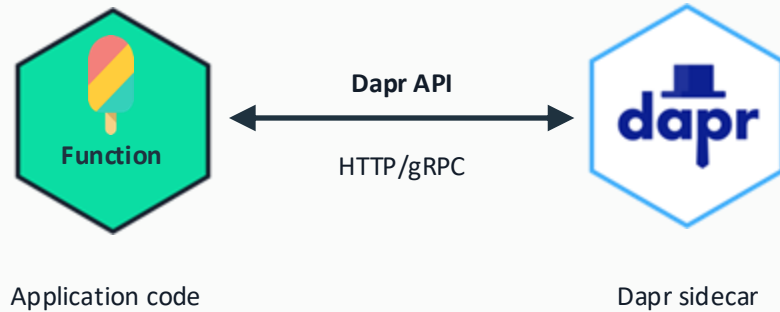 Function
Dapr API
HTTP/gRPC
dapr
Application code
Dapr sidecar